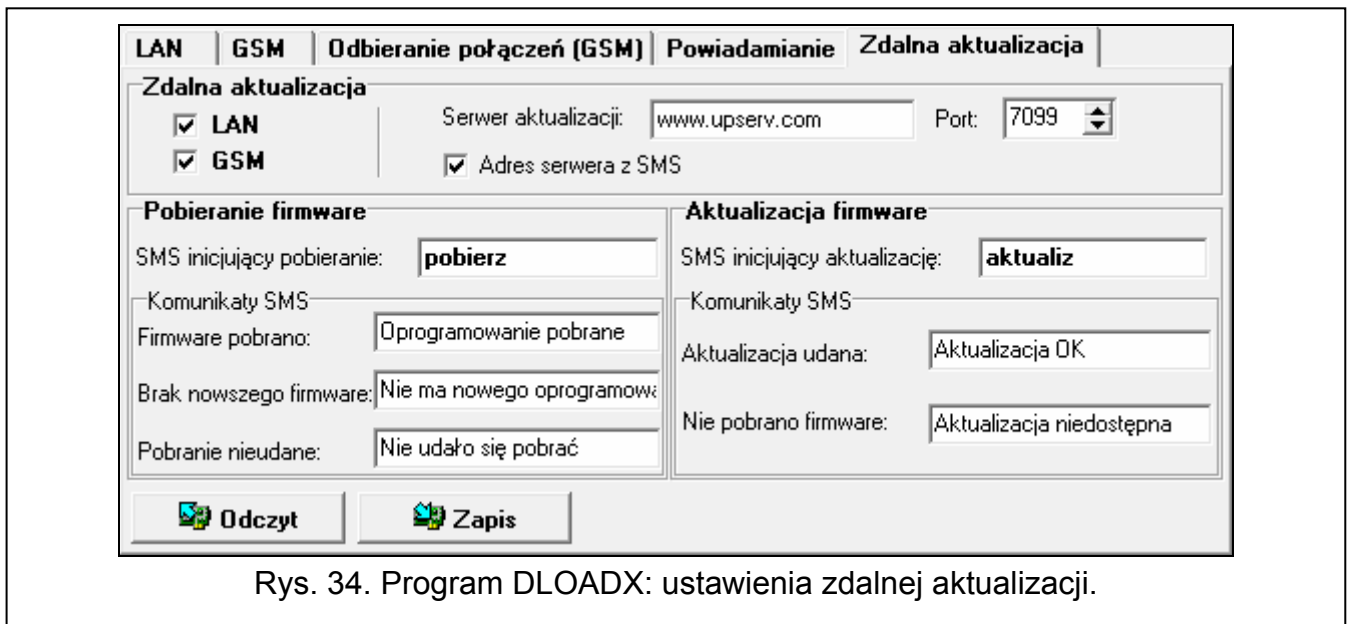 LAN GSM Odbieranie połączeń (GSM) Powiadamianie Zdalna aktualizacja
Zdalna aktualizacja
LAN
GSM
Serwer aktualizacji: www.upserv.com Port: 7099
Adres serwera z SMS
Pobieranie firmware
SMS inicjujący pobieranie: pobierz
Komunikaty SMS
Firmware pobrano: Oprogramowanie pobrane
Brak nowszego firmware: Nie ma nowego oprogramowa
Pobranie nieudane: Nie udało się pobrać
Aktualizacja firmware
SMS inicjujący aktualizację: aktualiz
Komunikaty SMS
Aktualizacja udana: Aktualizacja OK
Nie pobrano firmware: Aktualizacja niedostępna
Odczyt Zapis
Rys. 34. Program DLOADX: ustawienia zdalnej aktualizacji.